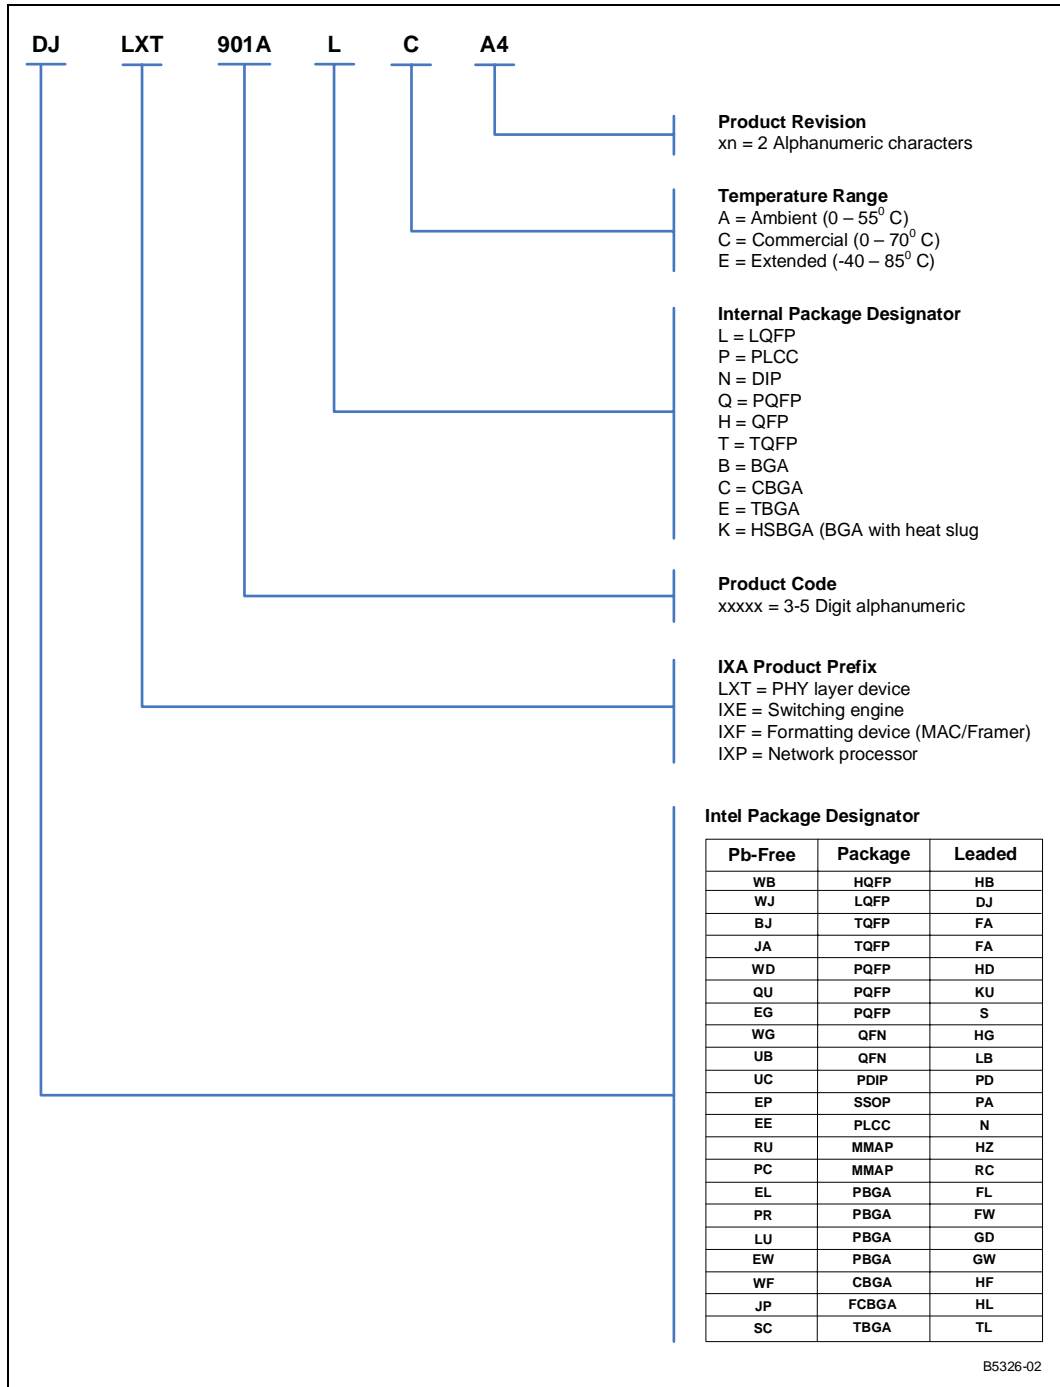 DJ LXT 901A L C A4
Product Revision
xn = 2 Alphanumeric characters
Temperature Range
A = Ambient (0 – 55⁰ C)
C = Commercial (0 – 70⁰ C)
E = Extended (-40 – 85⁰ C)
Internal Package Designator
L = LQFP
P = PLCC
N = DIP
Q = PQFP
H = QFP
T = TQFP
B = BGA
C = CBGA
E = TBGA
K = HSBGA (BGA with heat slug
Product Code
xxxxx = 3-5 Digit alphanumeric
IXA Product Prefix
LXT = PHY layer device
IXE = Switching engine
IXF = Formatting device (MAC/Framer)
IXP = Network processor
Intel Package Designator
Pb-Free Package Leaded
WB HQFP HB
WJ LQFP DJ
BJ TQFP FA
JA TQFP FA
WD PQFP HD
QU PQFP KU
EG PQFP S
WG QFN HG
UB QFN LB
UC PDIP PD
EP SSOP PA
EE PLCC N
RU MMAP HZ
PC MMAP RC
EL PBGA FL
PR PBGA FW
LU PBGA GD
EW PBGA GW
WF CBGA HF
JP FCBGA HL
SC TBGA TL
B5326-02